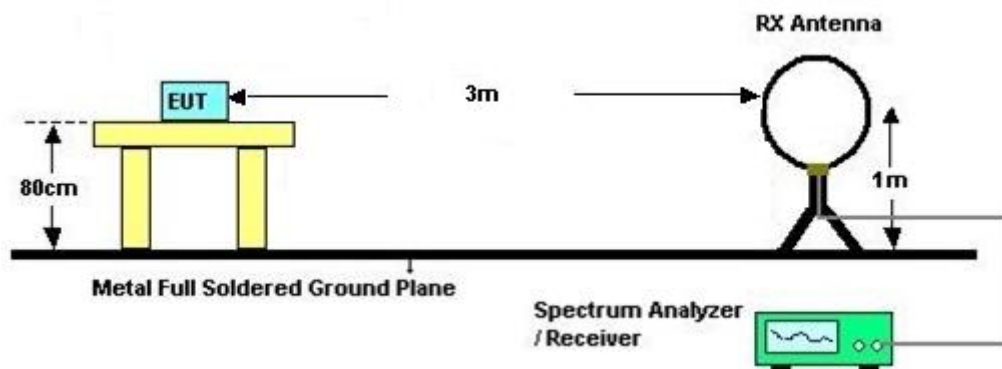 RX Antenna
EUT
3m
80cm
1m
Metal Full Soldered Ground Plane
Spectrum Analyzer
/ Receiver